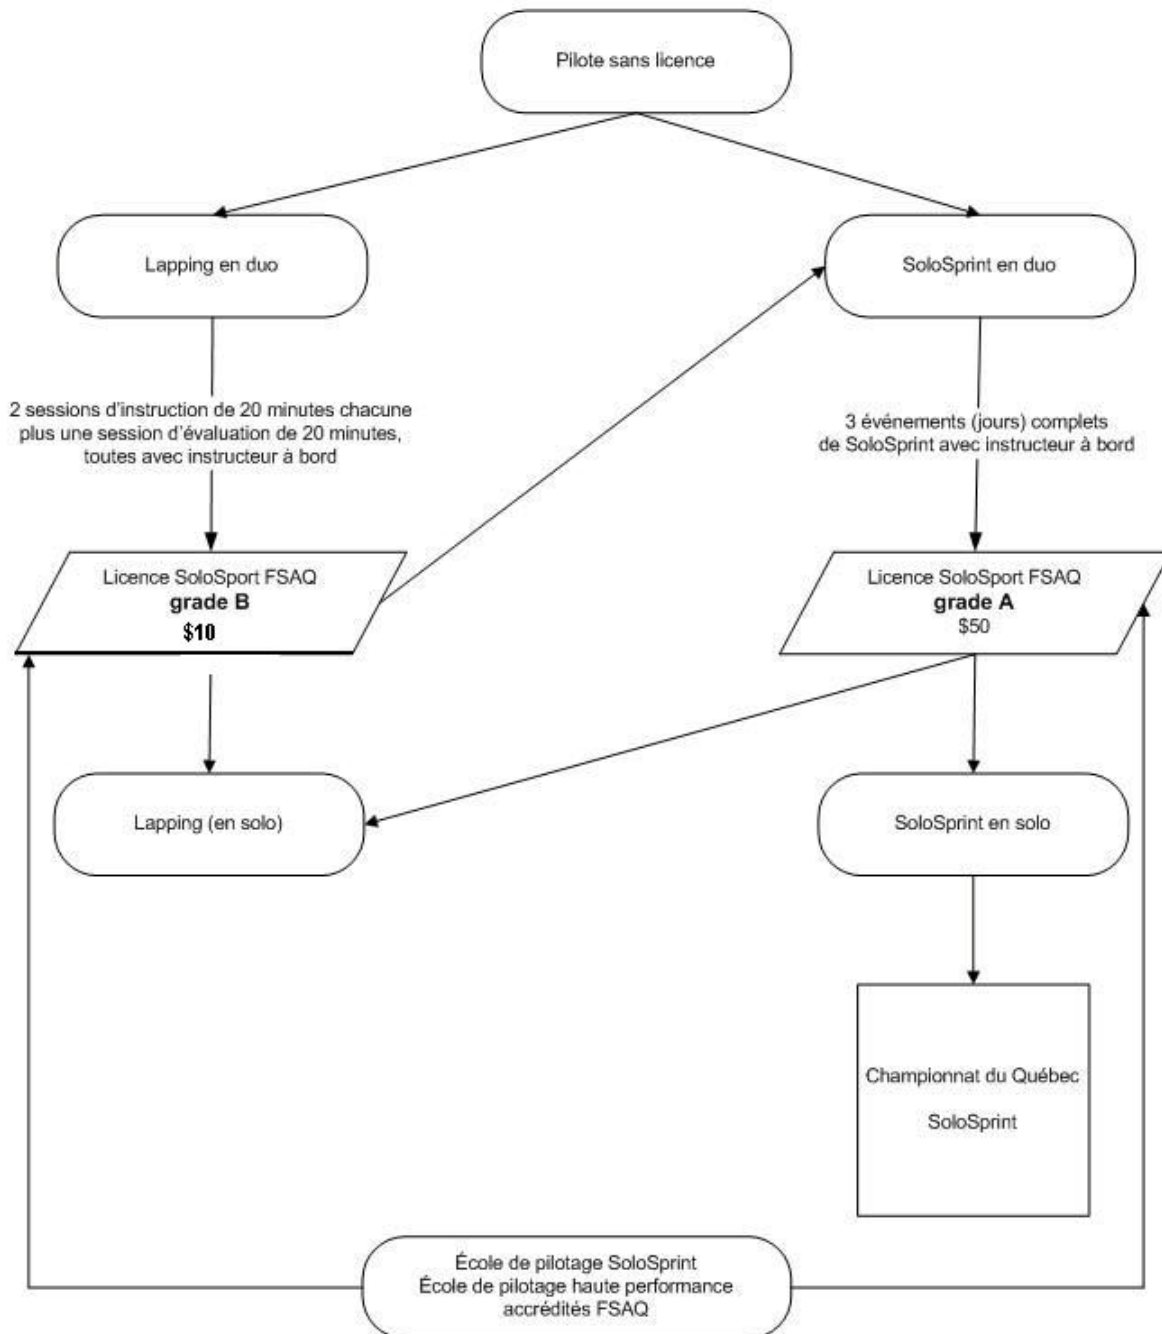 Pilote sans licence
Lapping en duo
SoloSprint en duo
2 sessions d'instruction de 20 minutes chacune
plus une session d'évaluation de 20 minutes,
toutes avec instructeur à bord
3 événements (jours) complets
de SoloSprint avec instructeur à bord
Licence SoloSport FSAQ
grade B
$10
Licence SoloSport FSAQ
grade A
$50
Lapping (en solo)
SoloSprint en solo
Championnat du Québec
SoloSprint
École de pilotage SoloSprint
École de pilotage haute performance
accrédités FSAQ